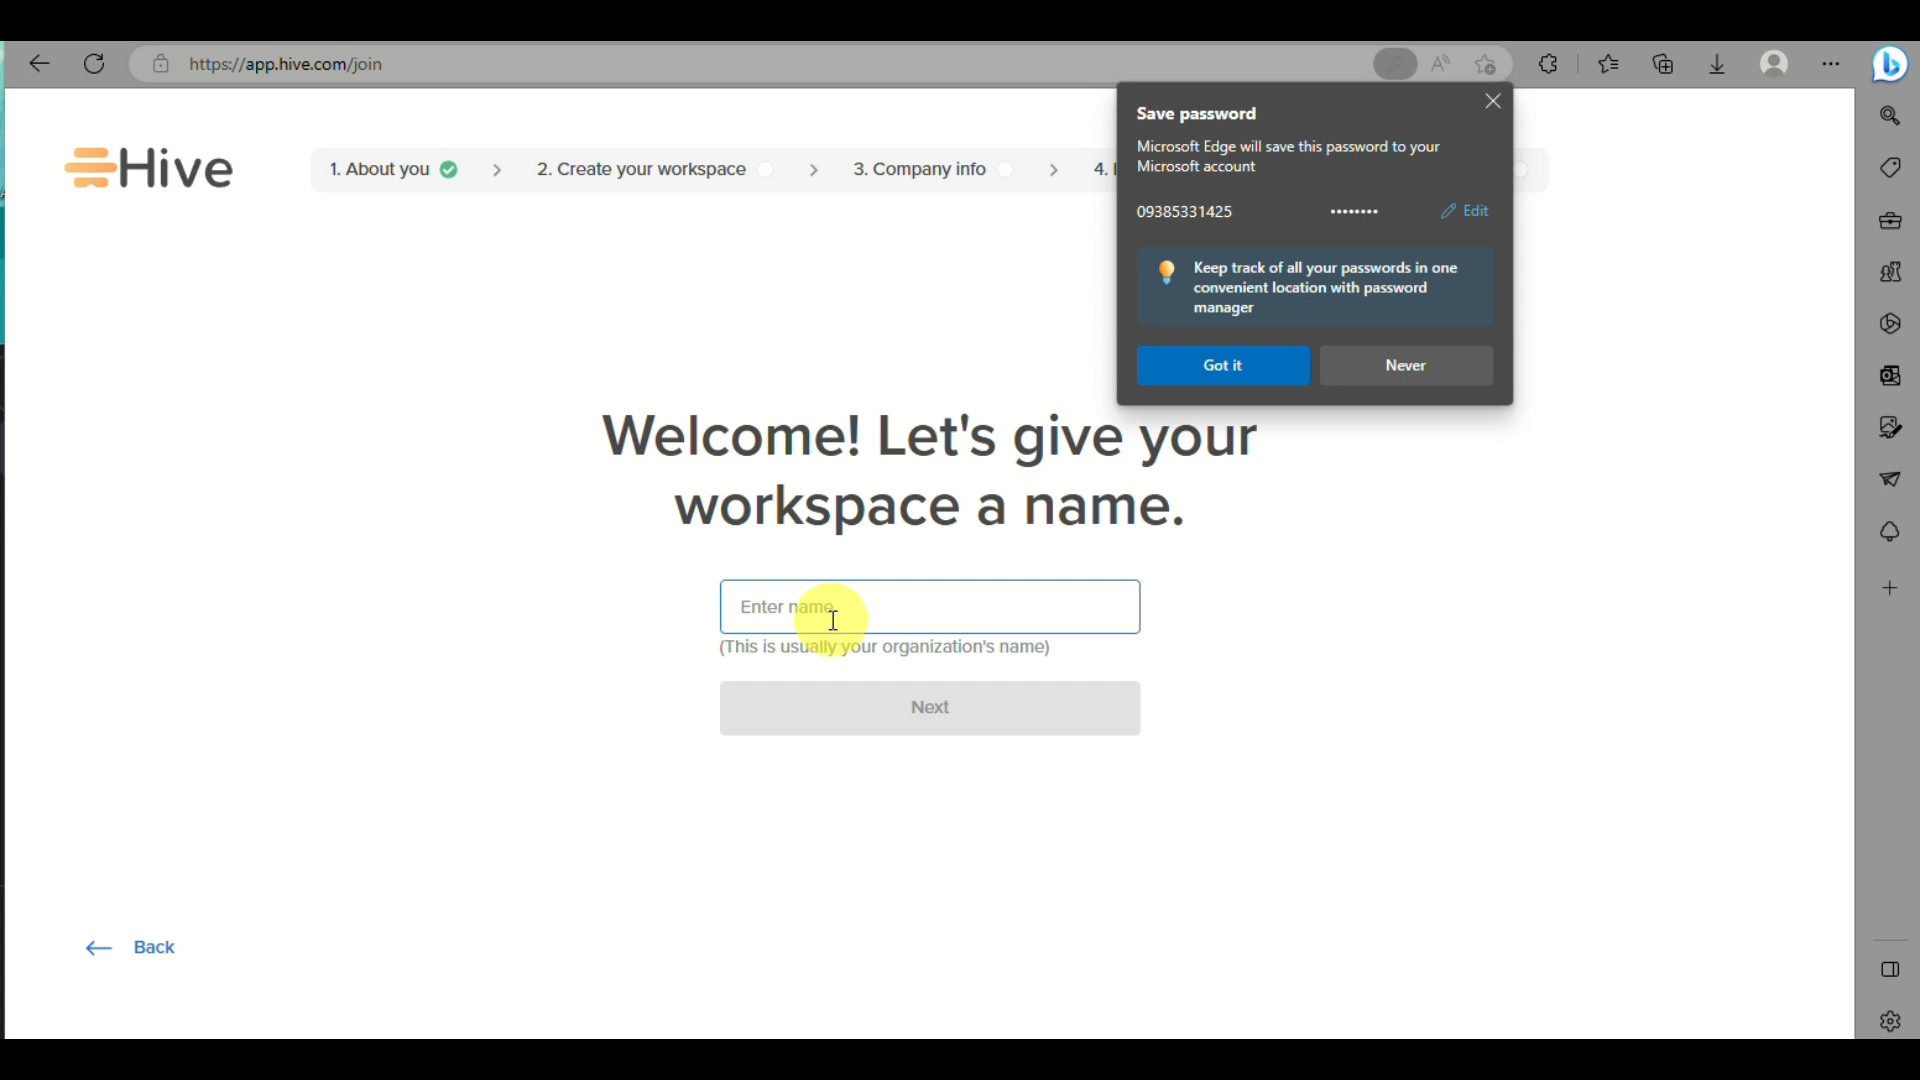 https://app.hive.com/join
Save password
Microsoft Edge will save this password to your
Microsoft account
09385331425 •••••••• Edit
Keep track of all your passwords in one
convenient location with password
manager
Got it Never
Hive
1. About you > 2. Create your workspace > 3. Company info > 4.
Welcome! Let's give your
workspace a name.
Enter name
(This is usually your organization's name)
Next
Back